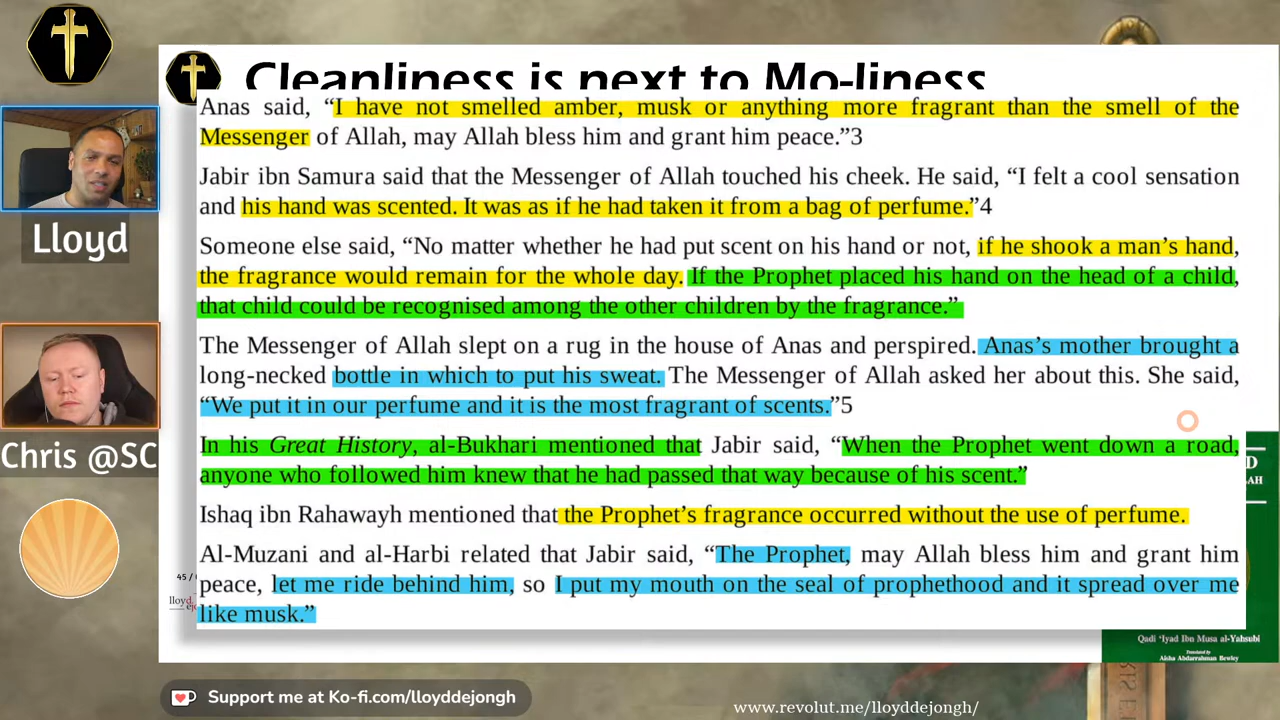 Cleanliness is next to Mo-liness
Anas said, “I have not smelled amber, musk or anything more fragrant than the smell of the
Messenger of Allah, may Allah bless him and grant him peace.”3
Jabir ibn Samura said that the Messenger of Allah touched his cheek. He said, “I felt a cool sensation
and his hand was scented. It was as if he had taken it from a bag of perfume.”4
Someone else said, “No matter whether he had put scent on his hand or not, if he shook a man’s hand,
the fragrance would remain for the whole day. If the Prophet placed his hand on the head of a child,
that child could be recognised among the other children by the fragrance.”
The Messenger of Allah slept on a rug in the house of Anas and perspired. Anas’s mother brought a
long-necked bottle in which to put his sweat. The Messenger of Allah asked her about this. She said,
“We put it in our perfume and it is the most fragrant of scents.”5
In his Great History, al-Bukhari mentioned that Jabir said, “When the Prophet went down a road,
anyone who followed him knew that he had passed that way because of his scent.”
Ishaq ibn Rahawayh mentioned that the Prophet’s fragrance occurred without the use of perfume.
Al-Muzani and al-Harbi related that Jabir said, “The Prophet, may Allah bless him and grant him
peace, let me ride behind him, so I put my mouth on the seal of prophethood and it spread over me
like musk.”
Lloyd
Chris @SC
45 /
lloyd
Qadi ‘Iyad Ibn Musa al-Yahsubi
Translated by
Aisha Abdarrahman Bewley
Support me at Ko-fi.com/lloyddejongh
www.revolut.me/lloyddejongh/